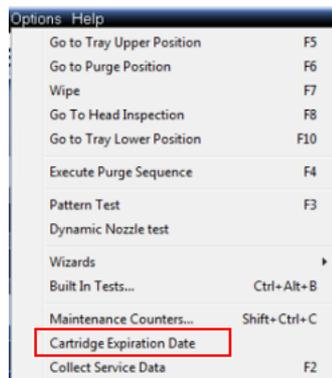 Options Help
Go to Tray Upper Position F5
Go to Purge Position F6
Wipe F7
Go To Head Inspection F8
Go to Tray Lower Position F10
Execute Purge Sequence F4
Pattern Test F3
Dynamic Nozzle test
Wizards
Built In Tests... Ctrl+Alt+B
Maintenance Counters... Shift+Ctrl+C
Cartridge Expiration Date
Collect Service Data F2